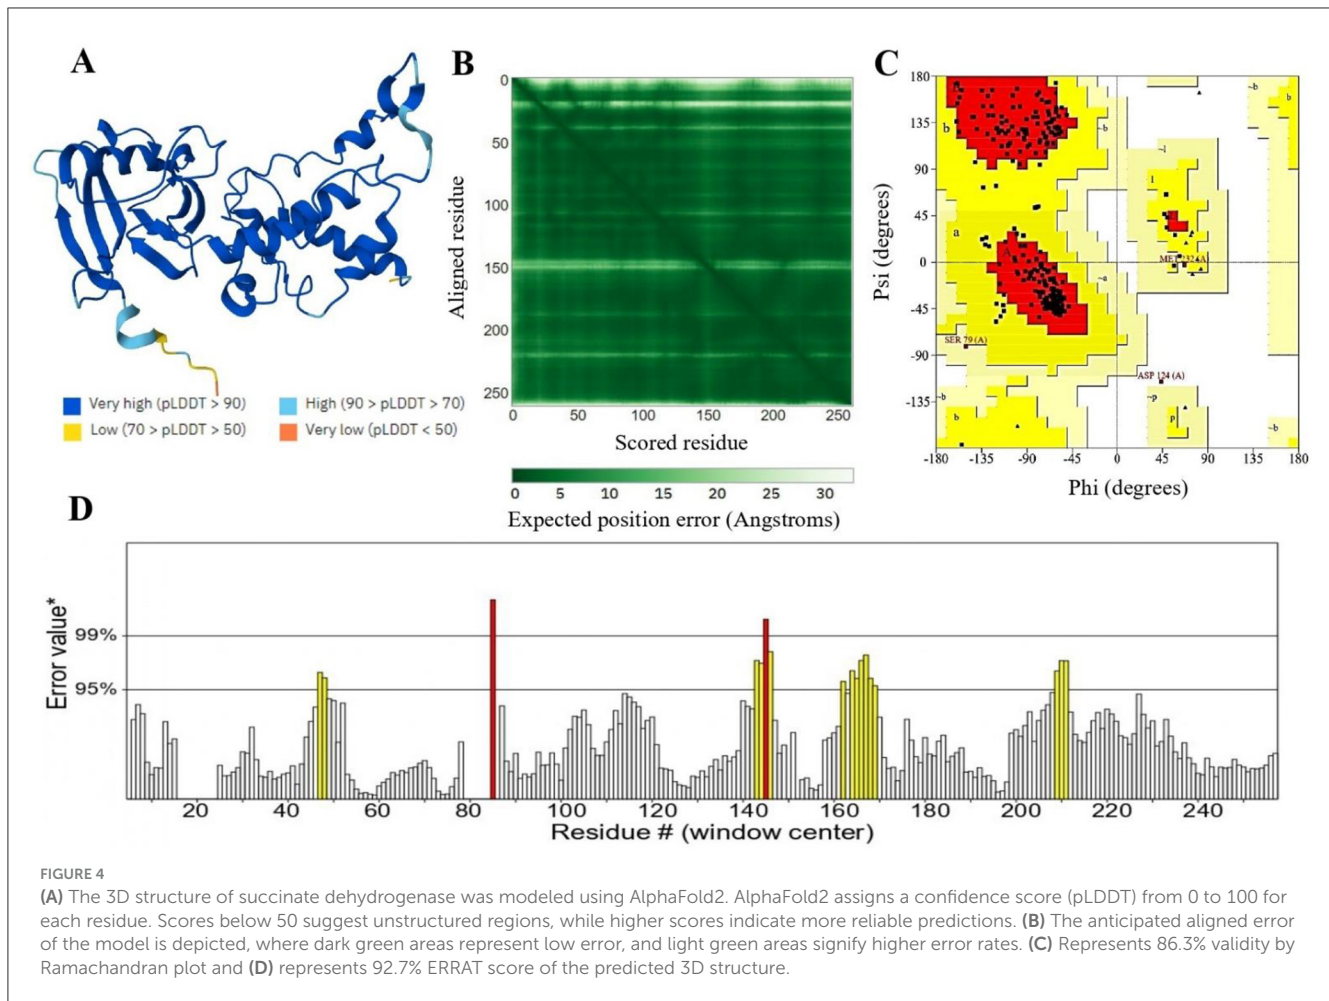 A
Very high (pLDDT > 90)
High (90 > pLDDT > 70)
Low (70 > pLDDT > 50)
Very low (pLDDT < 50)
B
Aligned residue
0
50
100
150
200
250
0 50 100 150 200 250
Scored residue
0 5 10 15 20 25 30
Expected position error (Angstroms)
C
Psi (degrees)
180
135
90
45
0
-45
-90
-135
b
~b
~l
l
a
~a
b
~b
b
MET 232 (A)
SER 79 (A)
ASP 124 (A)
~b
b
~p
p
~b
b
-180 -135 -90 -45 0 45 90 135 180
Phi (degrees)
D
Error value*
99%
95%
20 40 60 80 100 120 140 160 180 200 220 240
Residue # (window center)
FIGURE 4
(A) The 3D structure of succinate dehydrogenase was modeled using AlphaFold2. AlphaFold2 assigns a confidence score (pLDDT) from 0 to 100 for
each residue. Scores below 50 suggest unstructured regions, while higher scores indicate more reliable predictions. (B) The anticipated aligned error
of the model is depicted, where dark green areas represent low error, and light green areas signify higher error rates. (C) Represents 86.3% validity by
Ramachandran plot and (D) represents 92.7% ERRAT score of the predicted 3D structure.